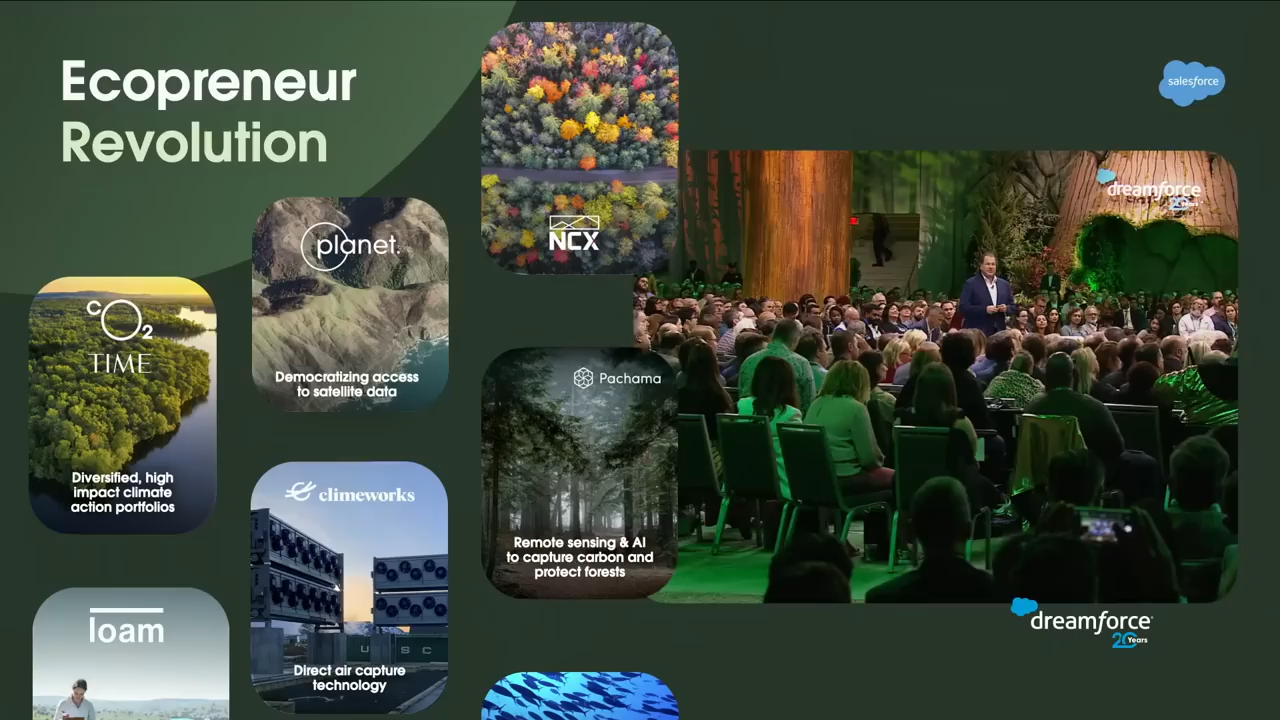 Ecopreneur
Revolution
salesforce
NCX
dreamforce
20 Years
planet.
Democratizing access
to satellite data
CO2
TIME
Diversified, high
impact climate
action portfolios
Pachama
Remote sensing & AI
to capture carbon and
protect forests
climeworks
U S C
Direct air capture
technology
loam
dreamforce
20 Years